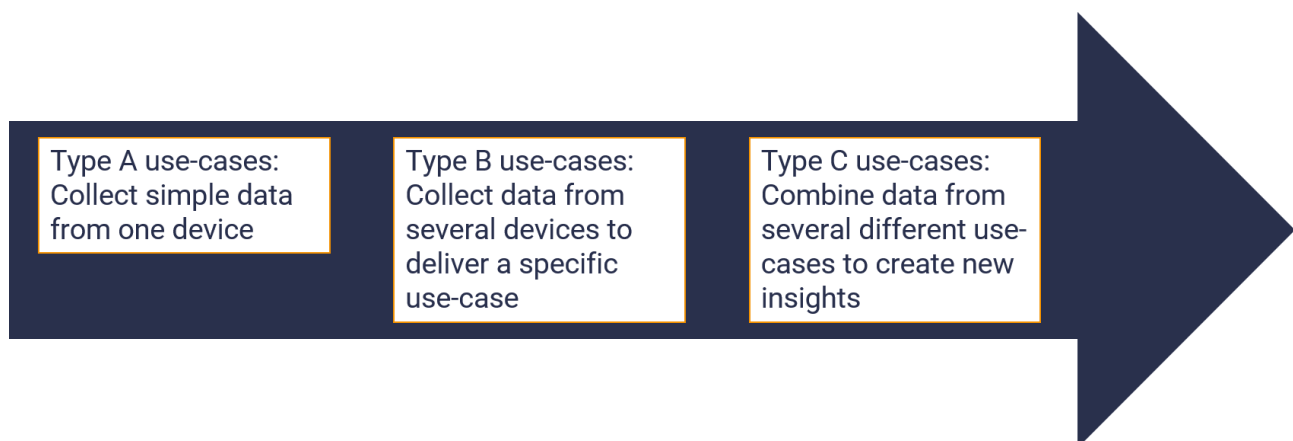 Type A use-cases:
Collect simple data
from one device
Type B use-cases:
Collect data from
several devices to
deliver a specific
use-case
Type C use-cases:
Combine data from
several different use-
cases to create new
insights